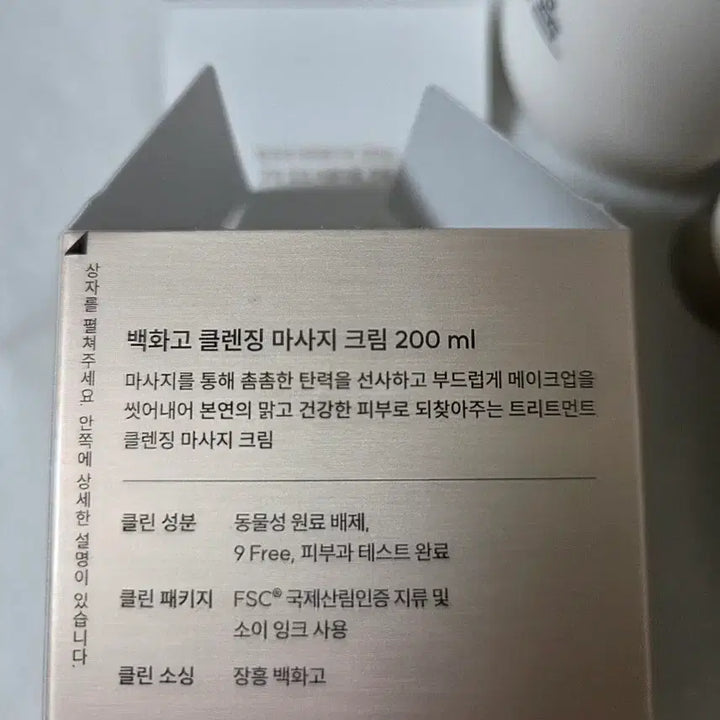 백화고 클렌징 마사지 크림 200 ml
마사지를 통해 촘촘한 탄력을 선사하고 부드럽게 메이크업을
씻어내어 본연의 맑고 건강한 피부로 되찾아주는 트리트먼트
클렌징 마사지 크림
클린 성분 동물성 원료 배제,
9 Free, 피부과 테스트 완료
클린 패키지 FSC® 국제산림인증 지류 및
소이 잉크 사용
클린 소싱 장흥 백화고
상자를 펼쳐주세요. 안쪽에 상세한 설명이 있습니다.